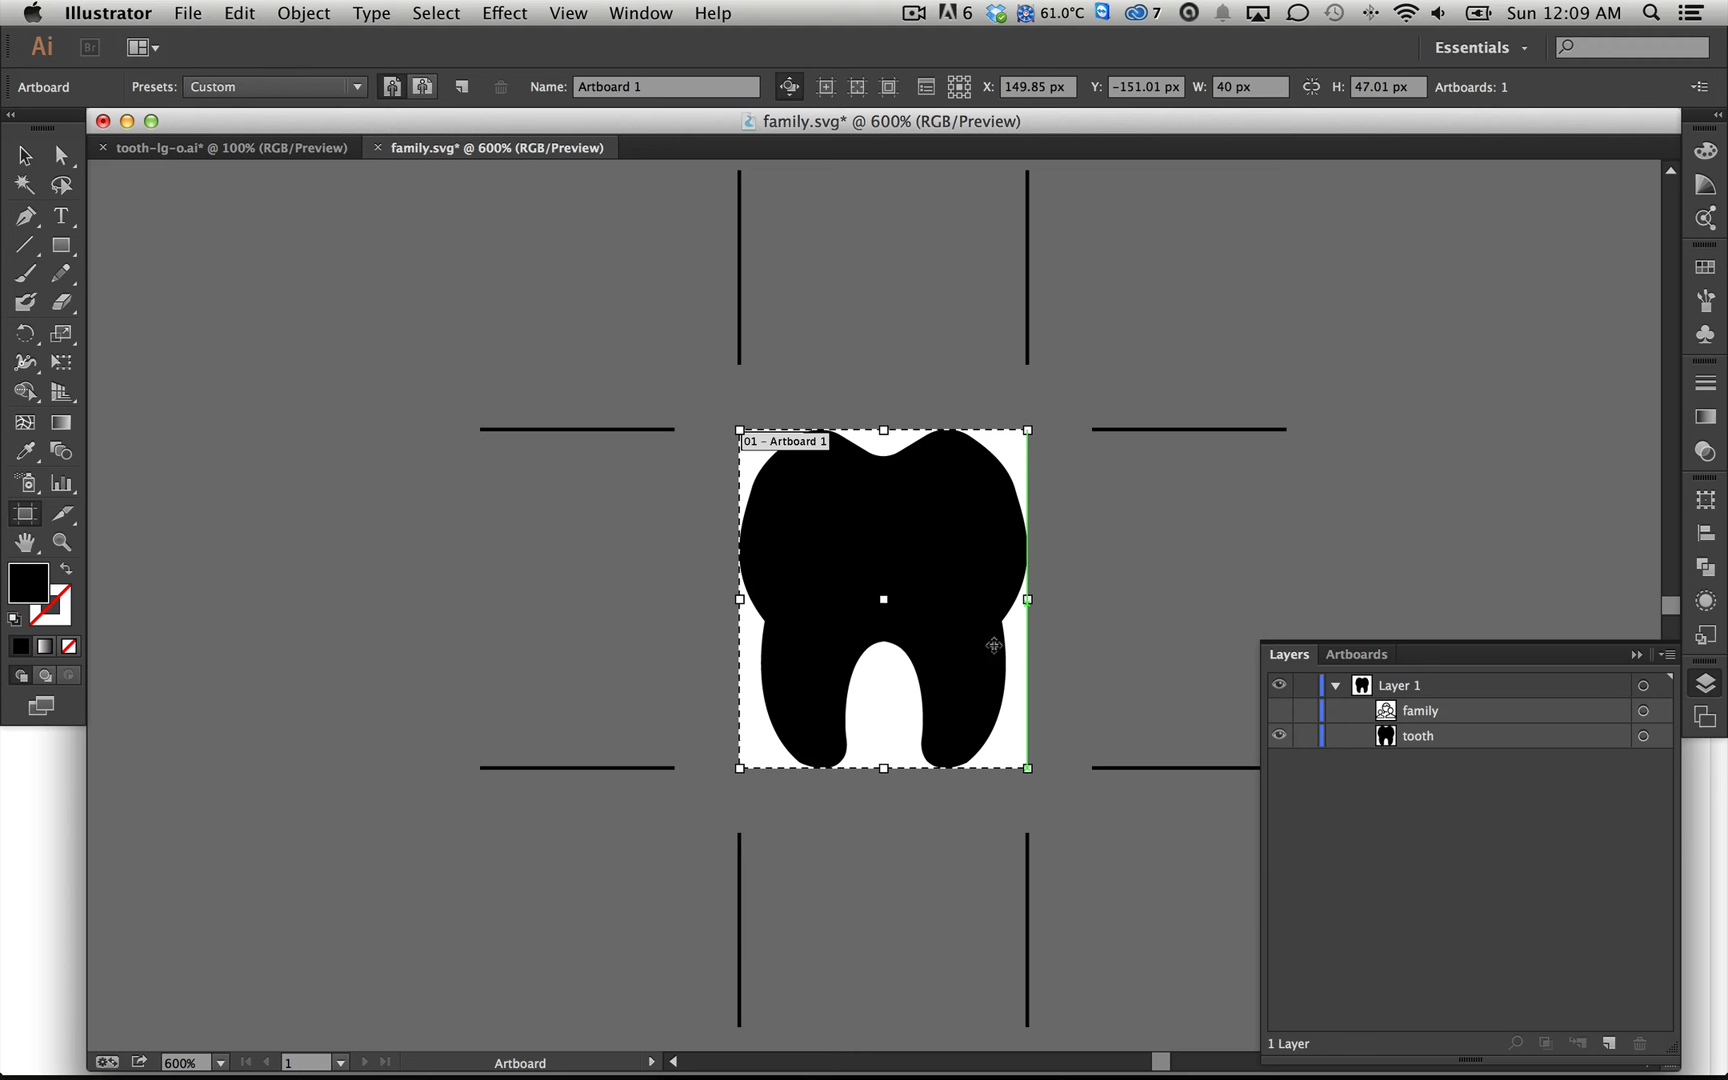 Illustrator File Edit Object Type Select Effect View Window Help 6 61.0°C 7 Sun 12:09 AM
Ai Br Essentials
Artboard Presets: Custom Name: Artboard 1 X: 149.85 px Y: -151.01 px W: 40 px H: 47.01 px Artboards: 1
family.svg* @ 600% (RGB/Preview)
tooth-lg-o.ai* @ 100% (RGB/Preview) family.svg* @ 600% (RGB/Preview)
T
01 - Artboard 1
Layers Artboards
Layer 1
family
tooth
1 Layer
600% 1 Artboard